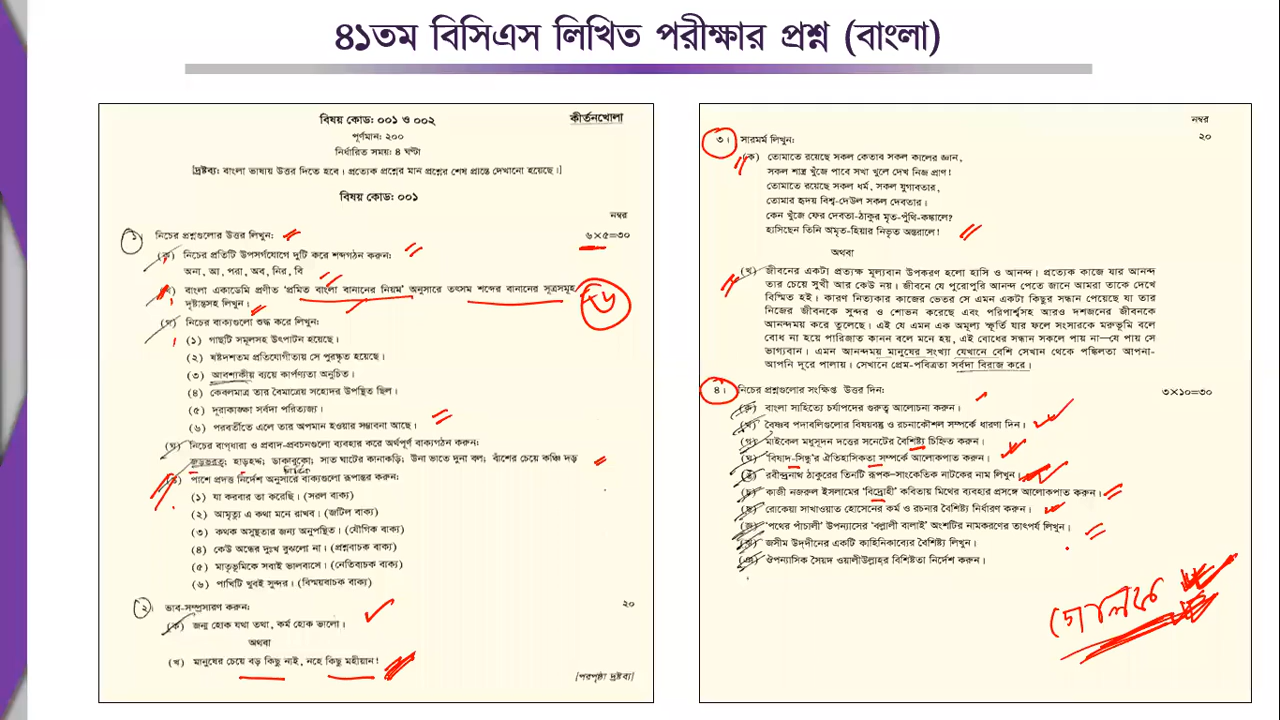 ৪১তম বিসিএস লিখিত পরীক্ষার প্রশ্ন (বাংলা)
বিষয় কোড: ০০১ ও ০০২
কীর্তনখোলা
পূর্ণমান: ২০০
নির্ধারিত সময়: ৪ ঘণ্টা
[দ্রষ্টব্য: বাংলা ভাষায় উত্তর দিতে হবে। প্রত্যেক প্রশ্নের মান প্রশ্নের শেষ প্রান্তে দেখানো হয়েছে।]
বিষয় কোড: ০০১
নম্বর
১। নিচের প্রশ্নগুলোর উত্তর লিখুন: ৬×৫=৩০
(ক) নিচের প্রতিটি উপসর্গযোগে দুটি করে শব্দগঠন করুন:
অনা, আ, পরা, অব, নির, বি
বাংলা একাডেমি প্রণীত ‘প্রমিত বাংলা বানানের নিয়ম’ অনুসারে তৎসম শব্দের বানানের সূত্রসমূহ
দৃষ্টান্তসহ লিখুন।
(গ) নিচের বাক্যগুলো শুদ্ধ করে লিখুন:
(১) গাছটি সমূলসহ উৎপাটন হয়েছে।
(২) ষষ্টদশতম প্রতিযোগীতায় সে পুরষ্কৃত হয়েছে।
(৩) আবশ্যকীয় ব্যয়ে কার্পণ্যতা অনুচিত।
(৪) কেবলমাত্র তার বৈমাত্রেয় সহোদর উপস্থিত ছিল।
(৫) দূরাকাঙ্ক্ষা সর্বদা পরিত্যজ্য।
(৬) পরবর্তীতে এলে তার অপমান হওয়ার সম্ভাবনা আছে।
(ঘ) নিচের বাগ্‌ধারা ও প্রবাদ-প্রবচনগুলো ব্যবহার করে অর্থপূর্ণ বাক্যগঠন করুন:
জড়ভরত; হাড়হদ্দ; ডাকাবুকো; সাত ঘাটের কানাকড়ি; উনা ভাতে দুনা বল; বাঁশের চেয়ে কঞ্চি দড়
(ঙ) পাশে প্রদত্ত নির্দেশ অনুসারে বাক্যগুলো রূপান্তর করুন:
(১) যা করবার তা করেছি। (সরল বাক্য)
(২) আমৃত্যু এ কথা মনে রাখব। (জটিল বাক্য)
(৩) কথক অসুস্থতার জন্য অনুপস্থিত। (যৌগিক বাক্য)
(৪) কেউ অন্ধের দুঃখ বুঝলো না। (প্রশ্নবাচক বাক্য)
(৫) মাতৃভূমিকে সবাই ভালবাসে। (নেতিবাচক বাক্য)
(৬) পাখিটি খুবই সুন্দর। (বিস্ময়বাচক বাক্য)
২। ভাব-সম্প্রসারণ করুন: ২০
(ক) জন্ম হোক যথা তথা, কর্ম হোক ভালো।
অথবা
(খ) মানুষের চেয়ে বড় কিছু নাই, নহে কিছু মহীয়ান!
[পরপৃষ্ঠা দ্রষ্টব্য]
নম্বর
৩। সারমর্ম লিখুন: ২০
(ক) তোমাতে রয়েছে সকল কেতাব সকল কালের জ্ঞান,
সকল শাস্ত্র খুঁজে পাবে সখা খুলে দেখ নিজ প্রাণ!
তোমাতে রয়েছে সকল ধর্ম, সকল যুগাবতার,
তোমার হৃদয় বিশ্ব-দেউল সকল দেবতার।
কেন খুঁজে ফের দেবতা-ঠাকুর মৃত-পুঁথি-কঙ্কালে?
হাসিছেন তিনি অমৃত-হিয়ার নিভৃত অন্তরালে!
অথবা
(খ) জীবনের একটা প্রত্যক্ষ মূল্যবান উপকরণ হলো হাসি ও আনন্দ। প্রত্যেক কাজে যার আনন্দ
তার চেয়ে সুখী আর কেউ নয়। জীবনে যে পুরোপুরি আনন্দ পেতে জানে আমরা তাকে দেখে
বিস্মিত হই। কারণ নিত্যকার কাজের ভেতর সে এমন একটা কিছুর সন্ধান পেয়েছে যা তার
নিজের জীবনকে সুন্দর ও শোভন করেছে এবং পরিপার্শ্বসহ আরও দশজনের জীবনকে
আনন্দময় করে তুলেছে। এই যে এমন এক অমূল্য স্ফূর্তি যার ফলে সংসারকে মরুভূমি বলে
বোধ না হয়ে পারিজাত কানন বলে মনে হয়, এই বোধের সন্ধান সকলে পায় না—যে পায় সে
ভাগ্যবান। এমন আনন্দময় মানুষের সংখ্যা যেখানে বেশি সেখান থেকে পঙ্কিলতা আপনা-
আপনি দূরে পালায়। সেখানে প্রেম-পবিত্রতা সর্বদা বিরাজ করে।
৪। নিচের প্রশ্নগুলোর সংক্ষিপ্ত উত্তর দিন: ৩×১০=৩০
(ক) বাংলা সাহিত্যে চর্যাপদের গুরুত্ব আলোচনা করুন।
(খ) বৈষ্ণব পদাবলিগুলোর বিষয়বস্তু ও রচনাকৌশল সম্পর্কে ধারণা দিন।
(গ) মাইকেল মধুসূদন দত্তের সনেটের বৈশিষ্ট্য চিহ্নিত করুন।
(ঘ) ‘বিষাদ-সিন্ধু’র ঐতিহাসিকতা সম্পর্কে আলোকপাত করুন।
(ঙ) রবীন্দ্রনাথ ঠাকুরের তিনটি রূপক-সাংকেতিক নাটকের নাম লিখুন।
(চ) কাজী নজরুল ইসলামের ‘বিদ্রোহী’ কবিতায় মিথের ব্যবহার প্রসঙ্গে আলোকপাত করুন।
(ছ) রোকেয়া সাখাওয়াত হোসেনের কর্ম ও রচনার বৈশিষ্ট্য নির্ধারণ করুন।
(জ) ‘পথের পাঁচালী’ উপন্যাসের ‘বল্লালী বালাই’ অংশটির নামকরণের তাৎপর্য লিখুন।
(ঝ) জসীম উদ্‌দীনের একটি কাহিনিকাব্যের বৈশিষ্ট্য লিখুন।
(ঞ) ঔপন্যাসিক সৈয়দ ওয়ালীউল্লাহর বিশিষ্টতা নির্দেশ করুন।